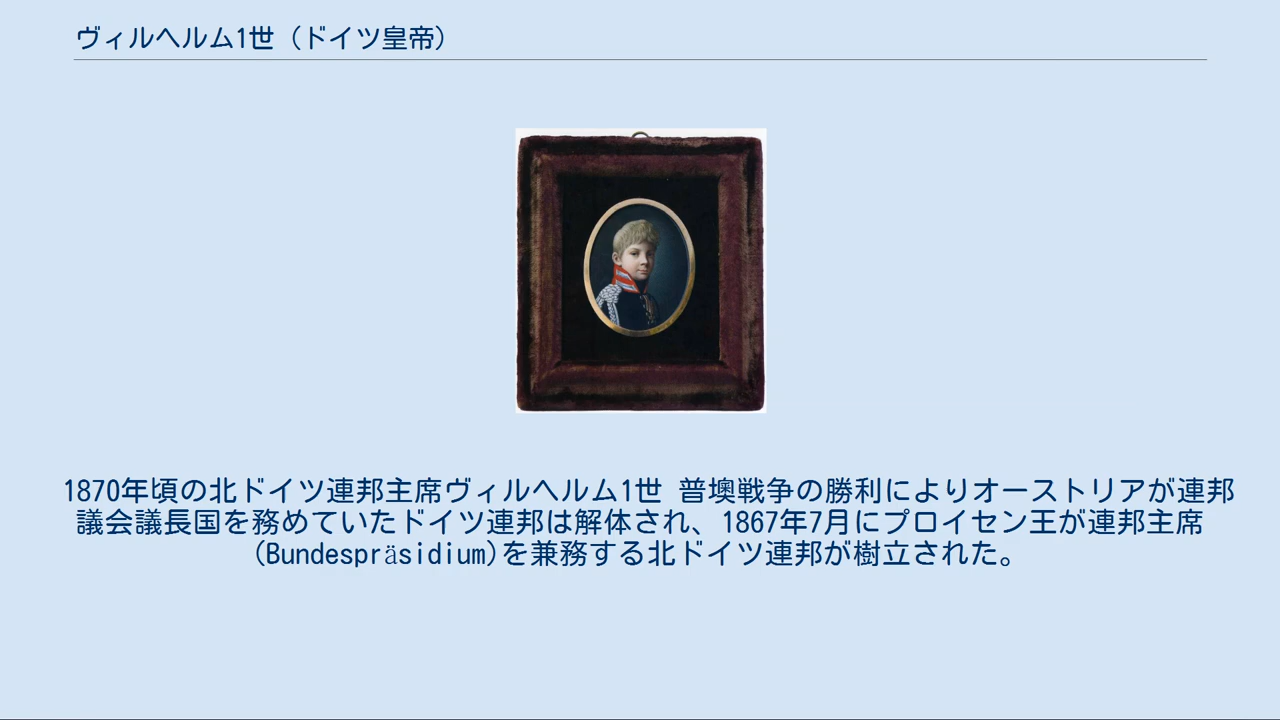 ヴィルヘルム1世（ドイツ皇帝）
1870年頃の北ドイツ連邦主席ヴィルヘルム1世 普墺戦争の勝利によりオーストリアが連邦
議会議長国を務めていたドイツ連邦は解体され、1867年7月にプロイセン王が連邦主席
(Bundespräsidium)を兼務する北ドイツ連邦が樹立された。